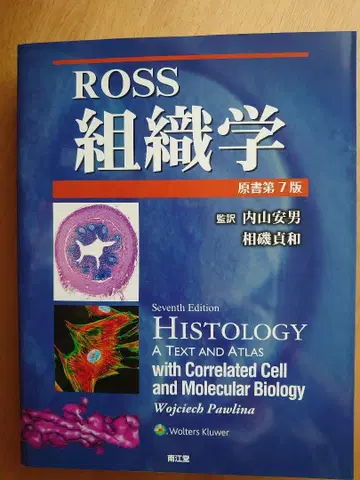 ROSS
組織学
原書第7版
監訳 内山安男
相磯貞和
Seventh Edition
HISTOLOGY
A TEXT AND ATLAS
with Correlated Cell
and Molecular Biology
Wojciech Pawlina
Wolters Kluwer
南江堂